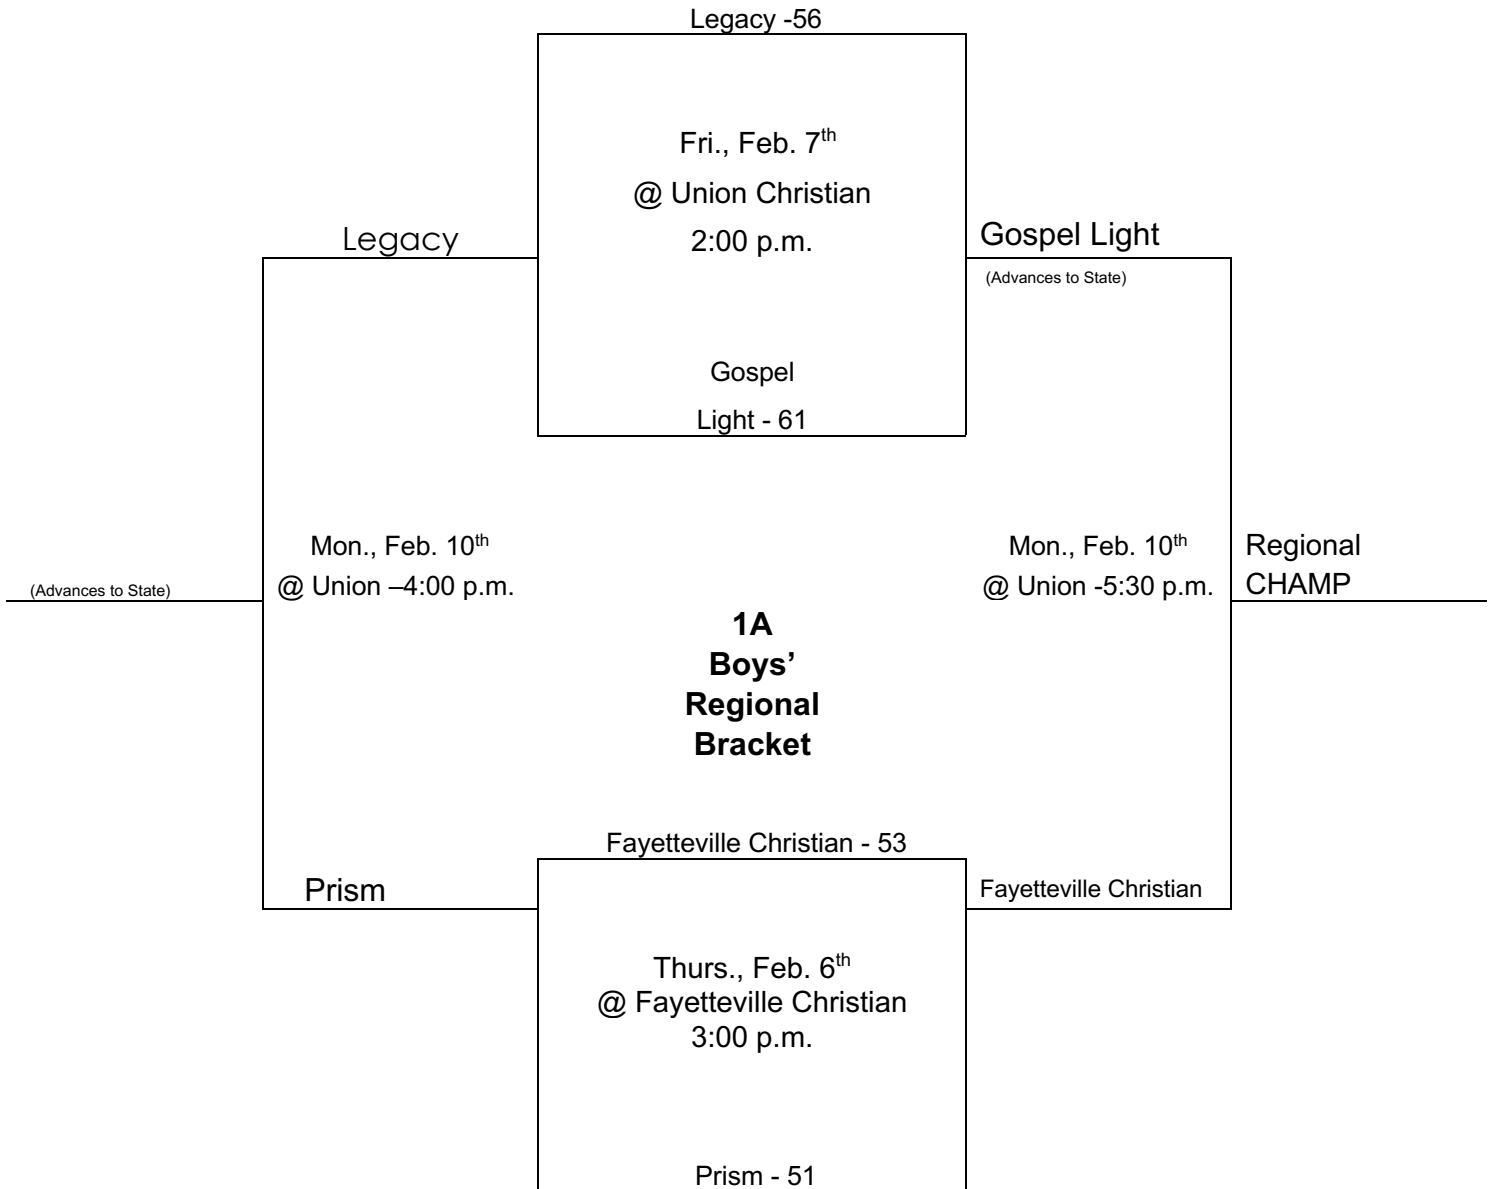 Legacy -56
Fri., Feb. 7th
@ Union Christian
2:00 p.m.
Legacy
Gospel Light
(Advances to State)
Gospel
Light - 61
Mon., Feb. 10th
@ Union –4:00 p.m.
(Advances to State)
Mon., Feb. 10th
@ Union -5:30 p.m.
Regional
CHAMP
1A
Boys’
Regional
Bracket
Fayetteville Christian - 53
Prism
Fayetteville Christian
Thurs., Feb. 6th
@ Fayetteville Christian
3:00 p.m.
Prism - 51